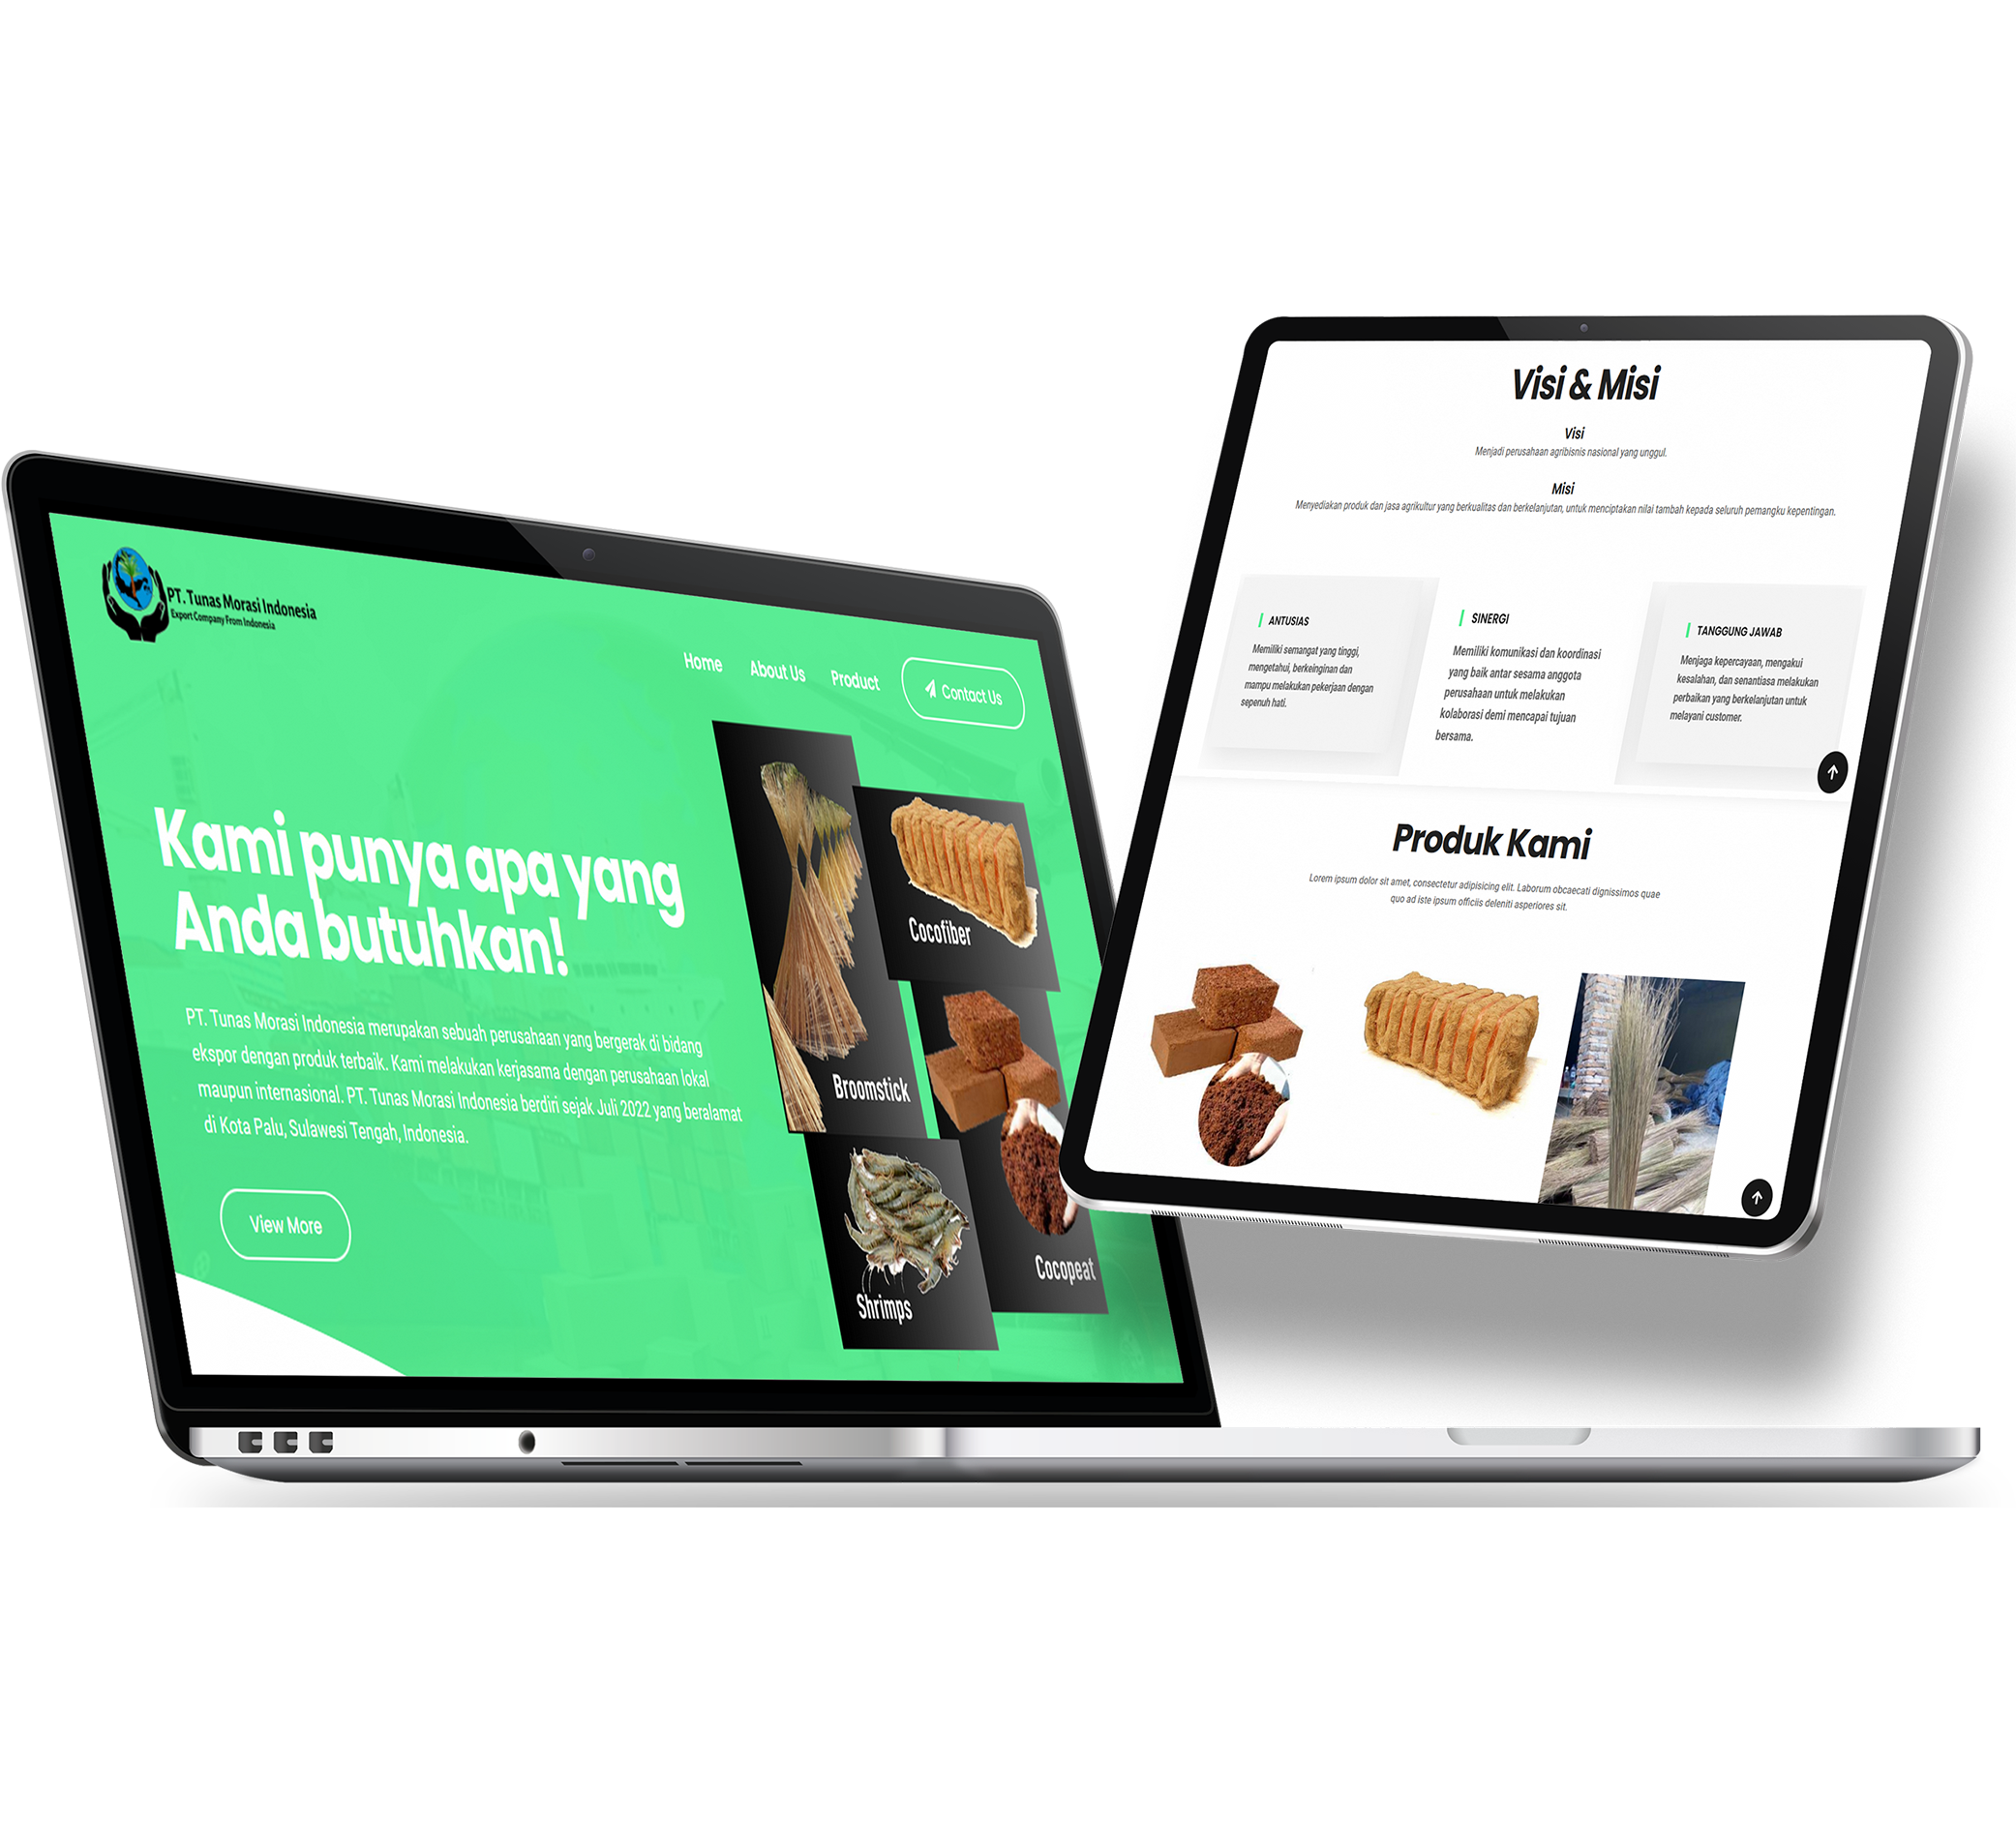 PT. Tunas Morasi Indonesia
Export Company From Indonesia
Home
About Us
Product
Contact Us
Kami punya apa yang
Anda butuhkan!
PT. Tunas Morasi Indonesia merupakan sebuah perusahaan yang bergerak di bidang
ekspor dengan produk terbaik. Kami melakukan kerjasama dengan perusahaan lokal
maupun internasional. PT. Tunas Morasi Indonesia berdiri sejak Juli 2022 yang beralamat
di Kota Palu, Sulawesi Tengah, Indonesia.
View More
Broomstick
Cocofiber
Shrimps
Cocopeat
Visi & Misi
Visi
Menjadi perusahaan agribisnis nasional yang unggul.
Misi
Menyediakan produk dan jasa agrikultur yang berkualitas dan berkelanjutan, untuk menciptakan nilai tambah kepada seluruh pemangku kepentingan.
ANTUSIAS
Memiliki semangat yang tinggi,
mengetahui, berkeinginan dan
mampu melakukan pekerjaan dengan
sepenuh hati.
SINERGI
Memiliki komunikasi dan koordinasi
yang baik antar sesama anggota
perusahaan untuk melakukan
kolaborasi demi mencapai tujuan
bersama.
TANGGUNG JAWAB
Menjaga kepercayaan, mengakui
kesalahan, dan senantiasa melakukan
perbaikan yang berkelanjutan untuk
melayani customer.
Produk Kami
Lorem ipsum dolor sit amet, consectetur adipisicing elit. Laborum obcaecati dignissimos quae
quo ad iste ipsum officiis deleniti asperiores sit.